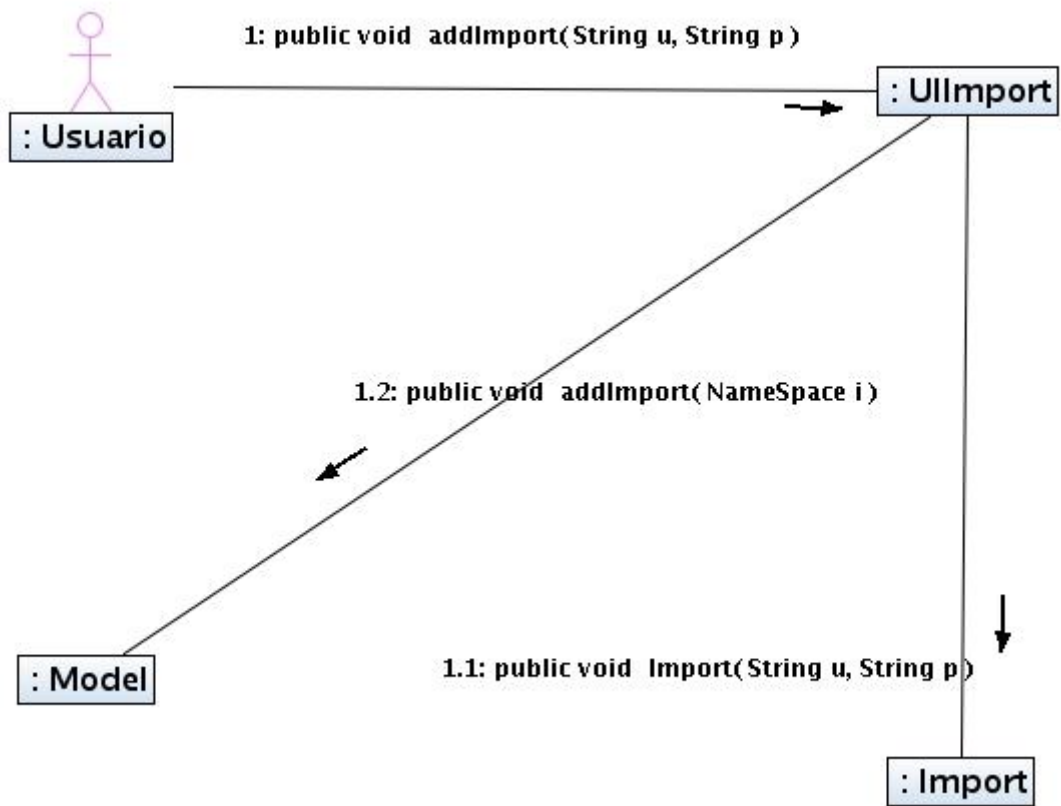 1: public void addImport( String u, String p )
: UIImport
: Usuario
1.2: public void addImport( NameSpace i )
: Model
1.1: public void Import( String u, String p )
: Import